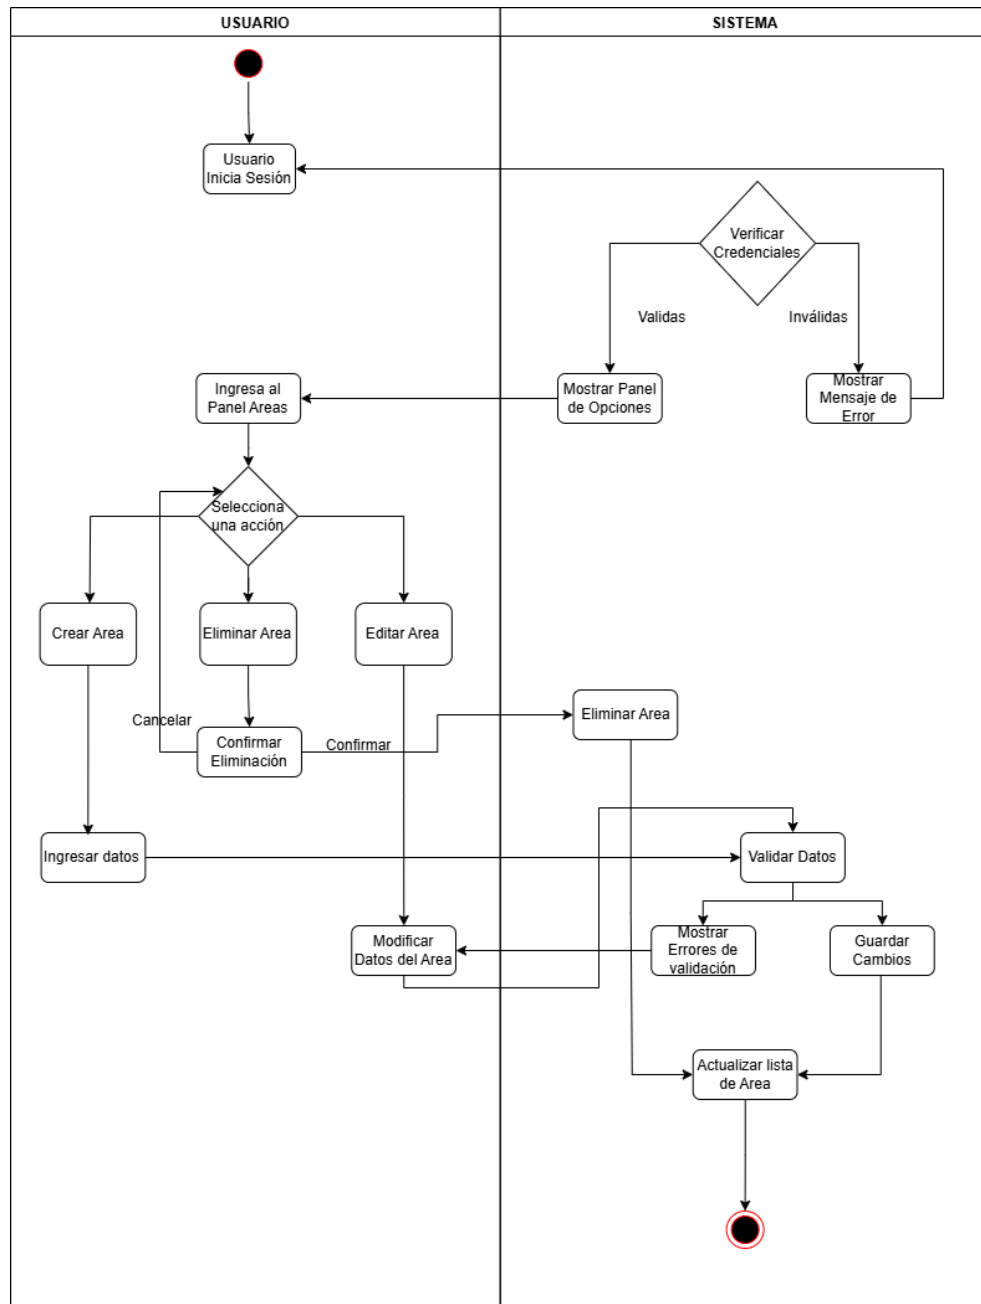 USUARIO
SISTEMA
Usuario
Inicia Sesión
Verificar
Credenciales
Validas
Inválidas
Ingresa al
Panel Areas
Mostrar Panel
de Opciones
Mostrar
Mensaje de
Error
Selecciona
una acción
Crear Area
Eliminar Area
Editar Area
Cancelar
Confirmar
Eliminación
Confirmar
Eliminar Area
Ingresar datos
Validar Datos
Modificar
Datos del Area
Mostrar
Errores de
validación
Guardar
Cambios
Actualizar lista
de Area